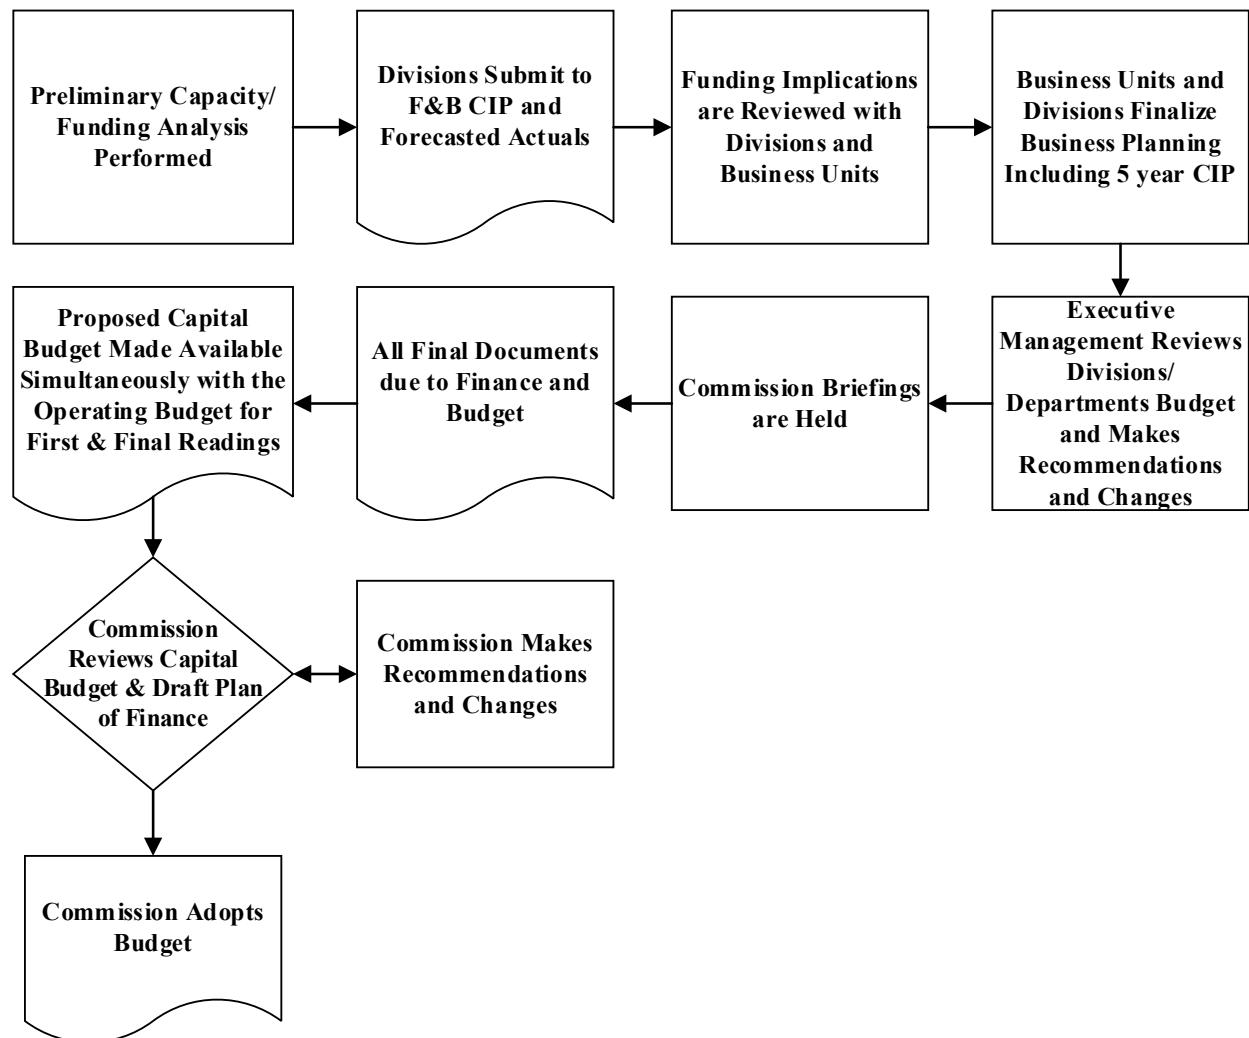 Preliminary Capacity/
Funding Analysis
Performed
Divisions Submit to
F&B CIP and
Forecasted Actuals
Funding Implications
are Reviewed with
Divisions and
Business Units
Business Units and
Divisions Finalize
Business Planning
Including 5 year CIP
Executive
Management Reviews
Divisions/
Departments Budget
and Makes
Recommendations
and Changes
Commission Briefings
are Held
All Final Documents
due to Finance and
Budget
Proposed Capital
Budget Made Available
Simultaneously with the
Operating Budget for
First & Final Readings
Commission
Reviews Capital
Budget & Draft Plan
of Finance
Commission Makes
Recommendations
and Changes
Commission Adopts
Budget